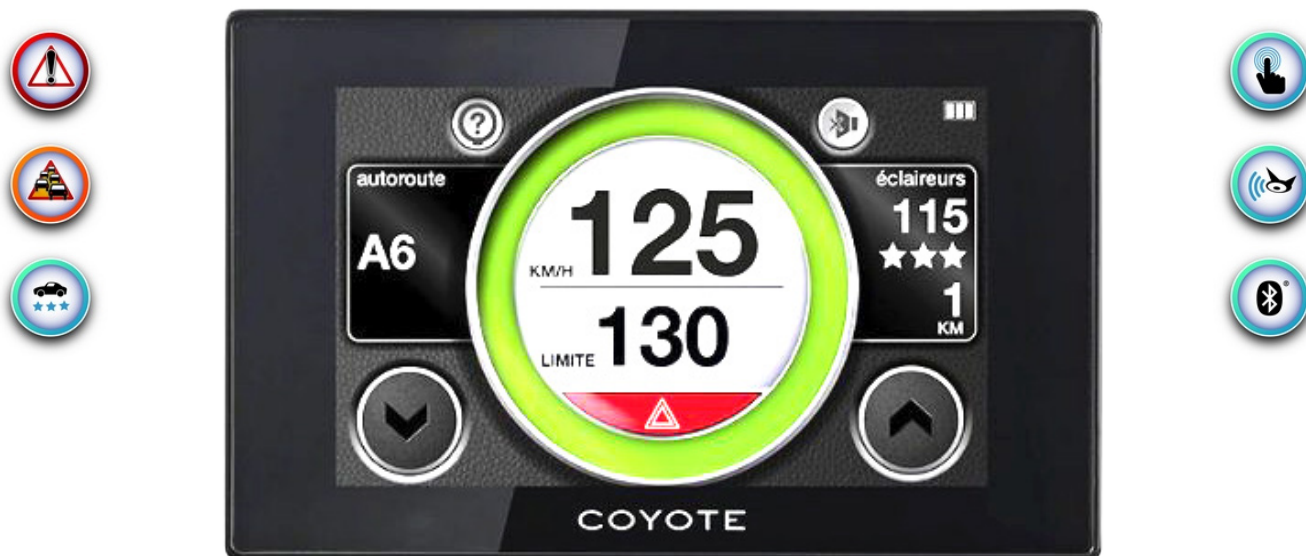 autoroute
A6
125
KM/H
130
LIMITE
éclaireurs
115
1
KM
COYOTE